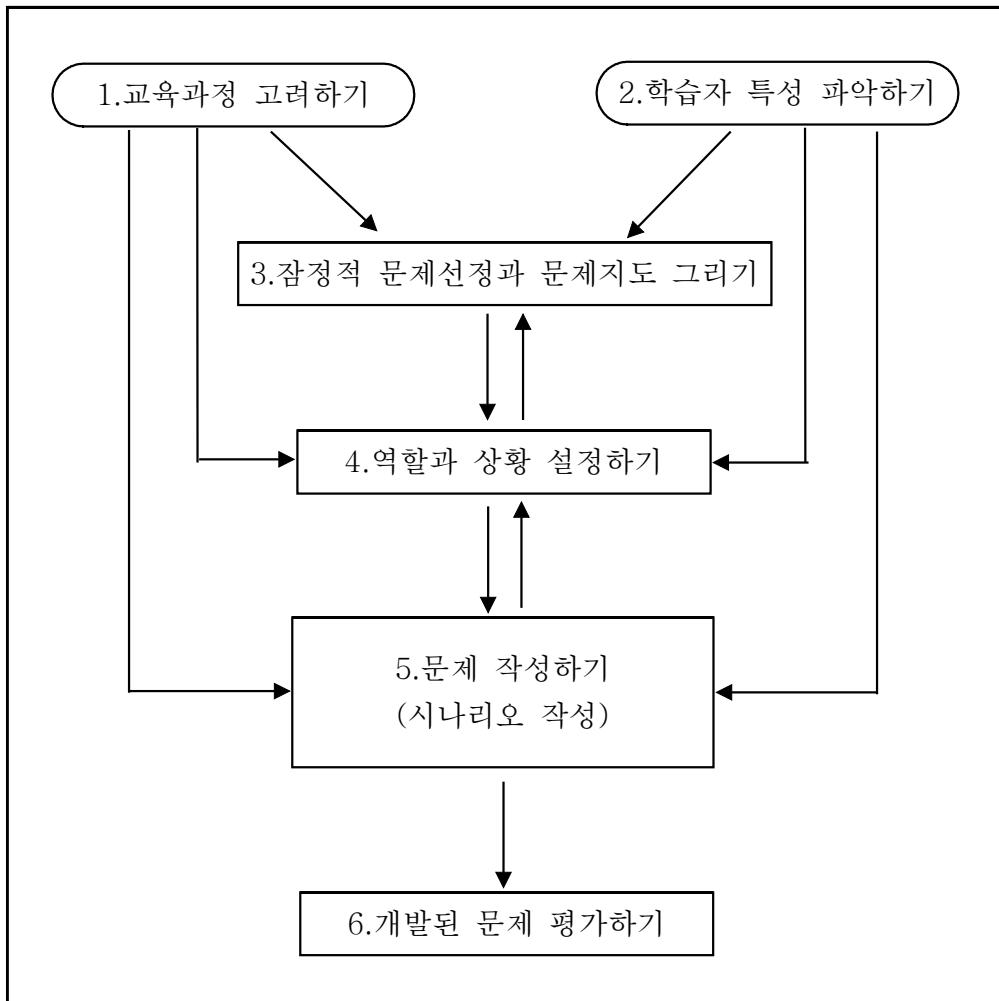 1.교육과정 고려하기
2.학습자 특성 파악하기
3.잠정적 문제선정과 문제지도 그리기
4.역할과 상황 설정하기
5.문제 작성하기
(시나리오 작성)
6.개발된 문제 평가하기